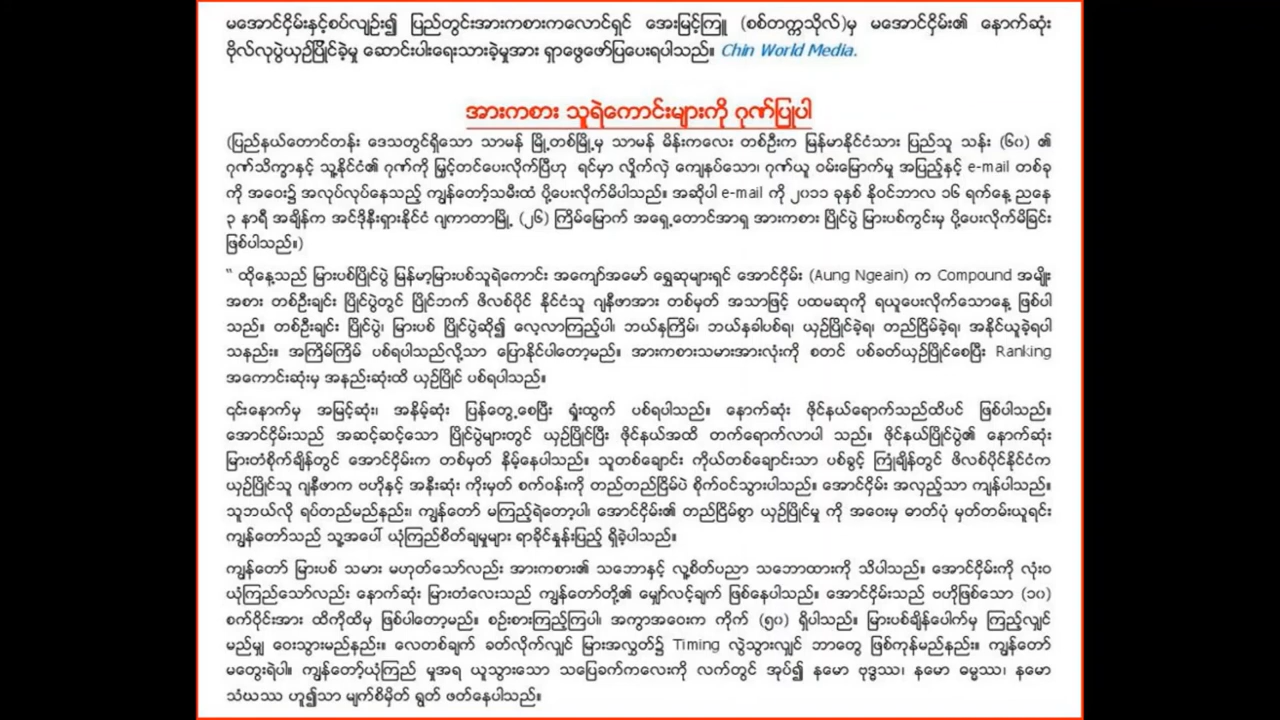 မအောင်ငှိမ်းနှင့်စပ်လျဉ်း၍ ပြည်တွင်းအားကစားကလောင်ရှင် အေးမြင့်ကြူ (စစ်တက္ကသိုလ်)မှ မအောင်ငှိမ်း၏ နောက်ဆုံး
ဗိုလ်လုပွဲယှဉ်ပြိုင်ခဲ့မှု ဆောင်းပါးရေးသားခဲ့မှုအား ရှာဖွေဖော်ပြပေးရပါသည်။ Chin World Media.
အားကစား သူရဲကောင်းများကို ဂုဏ်ပြုပါ
(ပြည်နယ်တောင်တန်း ဒေသတွင်ရှိသော သာမန် မြို့တစ်မြို့မှ သာမန် မိန်းကလေး တစ်ဦးက မြန်မာနိုင်ငံသား ပြည်သူ သန်း (၆၀) ၏
ဂုဏ်သိက္ခာနှင့် သူ့နိုင်ငံ၏ ဂုဏ်ကို မြှင့်တင်ပေးလိုက်ပြီဟု ရင်မှာ လှိုက်လှဲ ကျေနပ်သော၊ ဂုဏ်ယူ ဝမ်းမြောက်မှု အပြည့်နှင့် e-mail တစ်ခု
ကို အဝေး၌ အလုပ်လုပ်နေသည့် ကျွန်တော့်သမီးထံ ပို့ပေးလိုက်မိပါသည်။ အဆိုပါ e-mail ကို ၂၀၁၁ ခုနှစ် နိုဝင်ဘာလ ၁၆ ရက်နေ့ ညနေ
၃ နာရီ အချိန်က အင်ဒိုနီးရှားနိုင်ငံ ဂျကာတာမြို့ (၂၆) ကြိမ်မြောက် အရှေ့တောင်အာရှ အားကစား ပြိုင်ပွဲ မြားပစ်ကွင်းမှ ပို့ပေးလိုက်မိခြင်း
ဖြစ်ပါသည်။)
“ ထိုနေ့သည် မြားပစ်ပြိုင်ပွဲ မြန်မာ့မြားပစ်သူရဲကောင်း အကျော်အမော် ရွှေဆုများရှင် အောင်ငှိမ်း (Aung Ngeain) က Compound အမျိုး
အစား တစ်ဦးချင်း ပြိုင်ပွဲတွင် ပြိုင်ဘက် ဖိလစ်ပိုင် နိုင်ငံသူ ဂျနီဖာအား တစ်မှတ် အသာဖြင့် ပထမဆုကို ရယူပေးလိုက်သောနေ့ ဖြစ်ပါ
သည်။ တစ်ဦးချင်း ပြိုင်ပွဲ၊ မြားပစ် ပြိုင်ပွဲဆို၍ လေ့လာကြည့်ပါ၊ ဘယ်နှကြိမ်၊ ဘယ်နှခါပစ်ရ၊ ယှဉ်ပြိုင်ခဲ့ရ၊ တည်ငြိမ်ခဲ့ရ၊ အနိုင်ယူခဲ့ရပါ
သနည်း။ အကြိမ်ကြိမ် ပစ်ရပါသည်လို့သာ ပြောနိုင်ပါတော့မည်။ အားကစားသမားအားလုံးကို စတင် ပစ်ခတ်ယှဉ်ပြိုင်စေပြီး Ranking
အကောင်းဆုံးမှ အနည်းဆုံးထိ ယှဉ်ပြိုင် ပစ်ရပါသည်။
၎င်းနောက်မှ အမြင့်ဆုံး၊ အနိမ့်ဆုံး ပြန်တွေ့စေပြီး ရှုံးထွက် ပစ်ရပါသည်။ နောက်ဆုံး ဖိုင်နယ်ရောက်သည်ထိပင် ဖြစ်ပါသည်။
အောင်ငှိမ်းသည် အဆင့်ဆင့်သော ပြိုင်ပွဲများတွင် ယှဉ်ပြိုင်ပြီး ဖိုင်နယ်အထိ တက်ရောက်လာပါ သည်။ ဖိုင်နယ်ပြိုင်ပွဲ၏ နောက်ဆုံး
မြားတံစိုက်ချိန်တွင် အောင်ငှိမ်းက တစ်မှတ် နိမ့်နေပါသည်။ သူတစ်ချောင်း ကိုယ်တစ်ချောင်းသာ ပစ်ခွင့် ကြုံချိန်တွင် ဖိလစ်ပိုင်နိုင်ငံက
ယှဉ်ပြိုင်သူ ဂျနီဖာက ဗဟိုနှင့် အနီးဆုံး ကိုးမှတ် စက်ဝန်းကို တည်တည်ငြိမ်ပဲ စိုက်ဝင်သွားပါသည်။ အောင်ငှိမ်း အလှည့်သာ ကျန်ပါသည်။
သူဘယ်လို ရပ်တည်မည်နည်း၊ ကျွန်တော် မကြည့်ရဲတော့ပါ၊ အောင်ငှိမ်း၏ တည်ငြိမ်စွာ ယှဉ်ပြိုင်မှု ကို အဝေးမှ ဓာတ်ပုံ မှတ်တမ်းယူရင်း
ကျွန်တော်သည် သူ့အပေါ် ယုံကြည်စိတ်ချမှုများ ရာခိုင်နှုန်းပြည့် ရှိခဲ့ပါသည်။
ကျွန်တော် မြားပစ် သမား မဟုတ်သော်လည်း အားကစား၏ သဘောနှင့် လူ့စိတ်ပညာ သဘောထားကို သိပါသည်။ အောင်ငှိမ်းကို လုံးဝ
ယုံကြည်သော်လည်း နောက်ဆုံး မြားတံလေးသည် ကျွန်တော်တို့၏ မျှော်လင့်ချက် ဖြစ်နေပါသည်။ အောင်ငှိမ်းသည် ဗဟိုဖြစ်သော (၁၀)
စက်ဝိုင်းအား ထိကိုထိမှ ဖြစ်ပါတော့မည်။ စဉ်းစားကြည့်ကြပါ၊ အကွာအဝေးက ကိုက် (၅၀) ရှိပါသည်။ မြားပစ်ချိန်ပေါက်မှ ကြည့်လျှင်
မည်မျှ ဝေးသွားမည်နည်း။ လေတစ်ချက် ခတ်လိုက်လျှင် မြားအလွှတ်၌ Timing လွဲသွားလျှင် ဘာတွေ ဖြစ်ကုန်မည်နည်း။ ကျွန်တော်
မတွေးရဲပါ။ ကျွန်တော့်ယုံကြည် မှုအရ ယူသွားသော သပြေခက်ကလေးကို လက်တွင် အုပ်၍ နမော ဗုဒ္ဓဿ၊ နမော ဓမ္မဿ၊ နမော
သံဃဿ ဟူ၍သာ မျက်စိမှိတ် ရွတ် ဖတ်နေပါသည်။